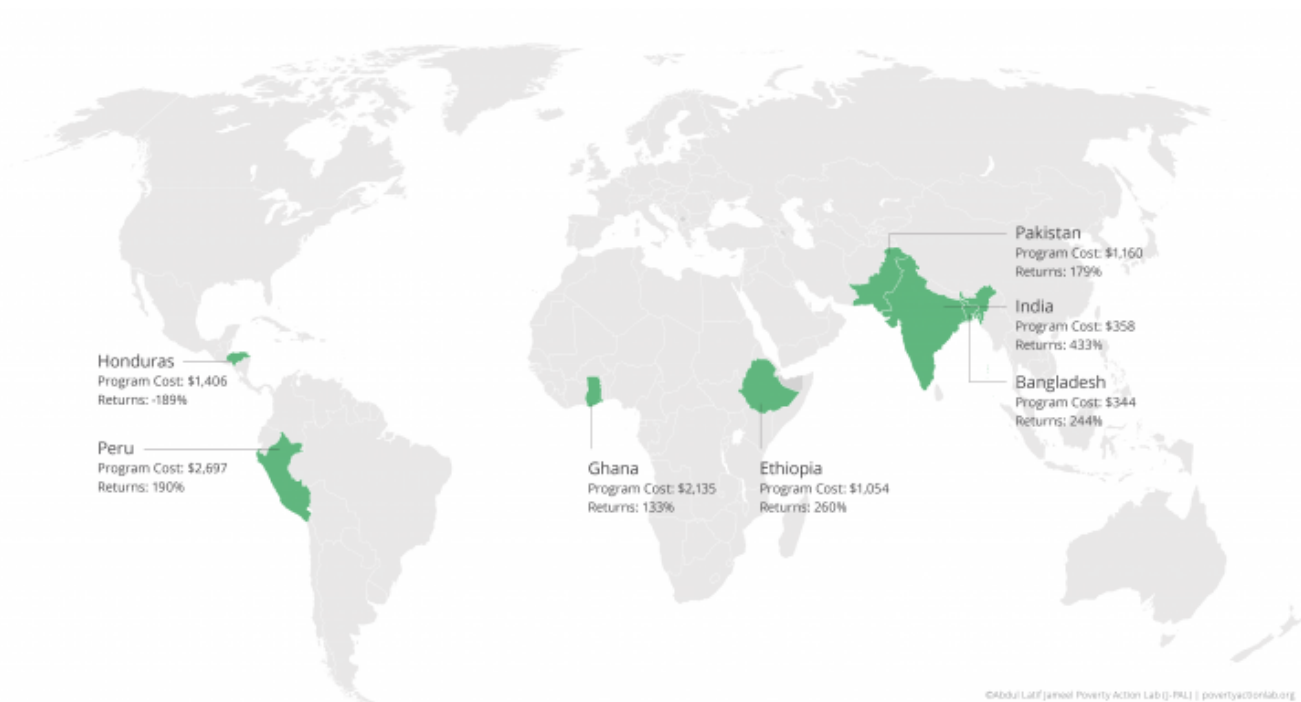 Pakistan
Program Cost: $1,160
Returns: 179%
India
Program Cost: $358
Returns: 433%
Bangladesh
Program Cost: $344
Returns: 244%
Honduras
Program Cost: $1,406
Returns: -189%
Peru
Program Cost: $2,697
Returns: 190%
Ghana
Program Cost: $2,135
Returns: 133%
Ethiopia
Program Cost: $1,054
Returns: 260%
©Abdul Latif Jameel Poverty Action Lab (J-PAL) | povertyactionlab.org